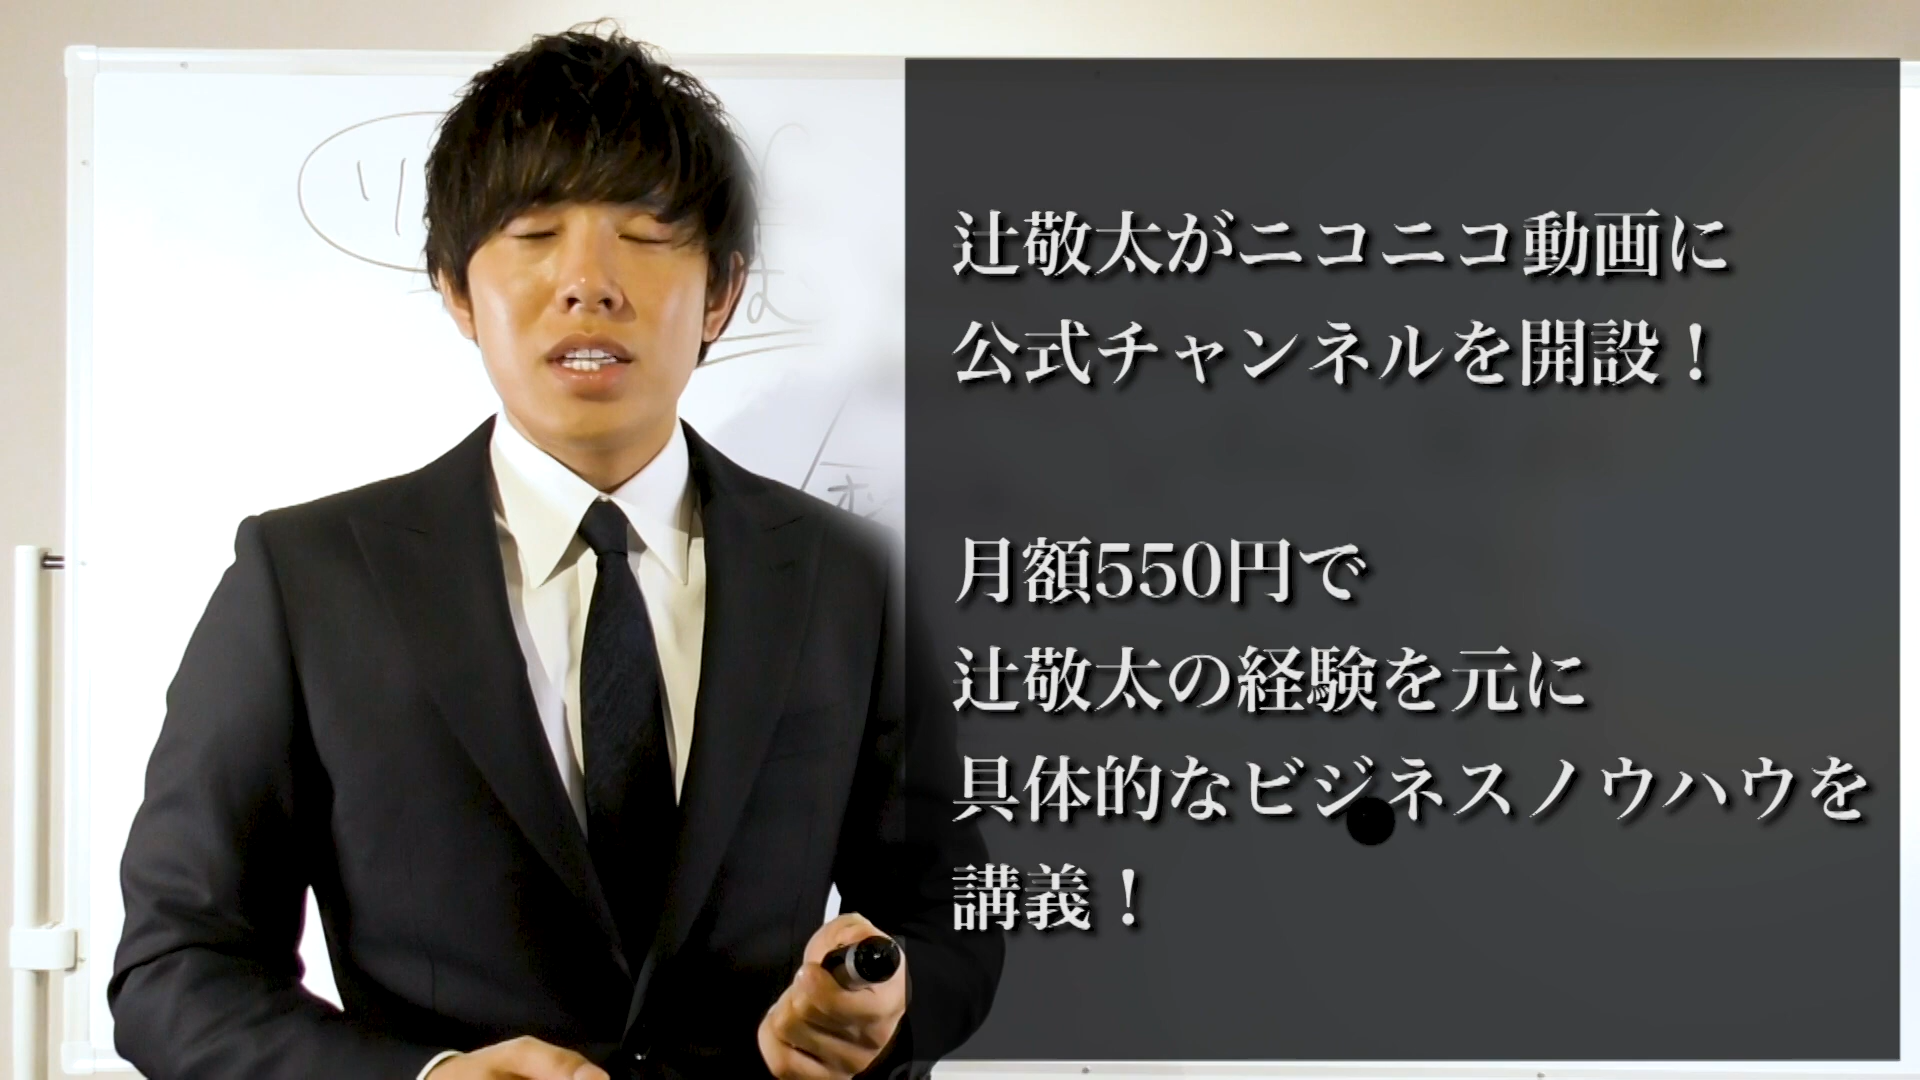 辻敬太がニコニコ動画に
公式チャンネルを開設！
月額550円で
辻敬太の経験を元に
具体的なビジネスノウハウを
講義！